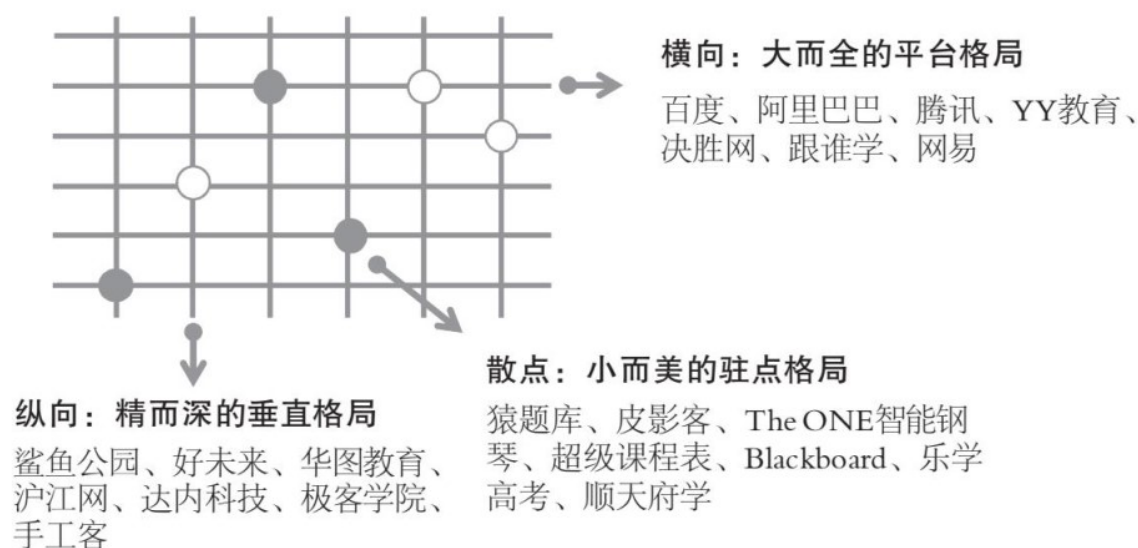 横向：大而全的平台格局
百度、阿里巴巴、腾讯、YY教育、
决胜网、跟谁学、网易
散点：小而美的驻点格局
猿题库、皮影客、The ONE智能钢
琴、超级课程表、Blackboard、乐学
高考、顺天府学
纵向：精而深的垂直格局
鲨鱼公园、好未来、华图教育、
沪江网、达内科技、极客学院、
手工客